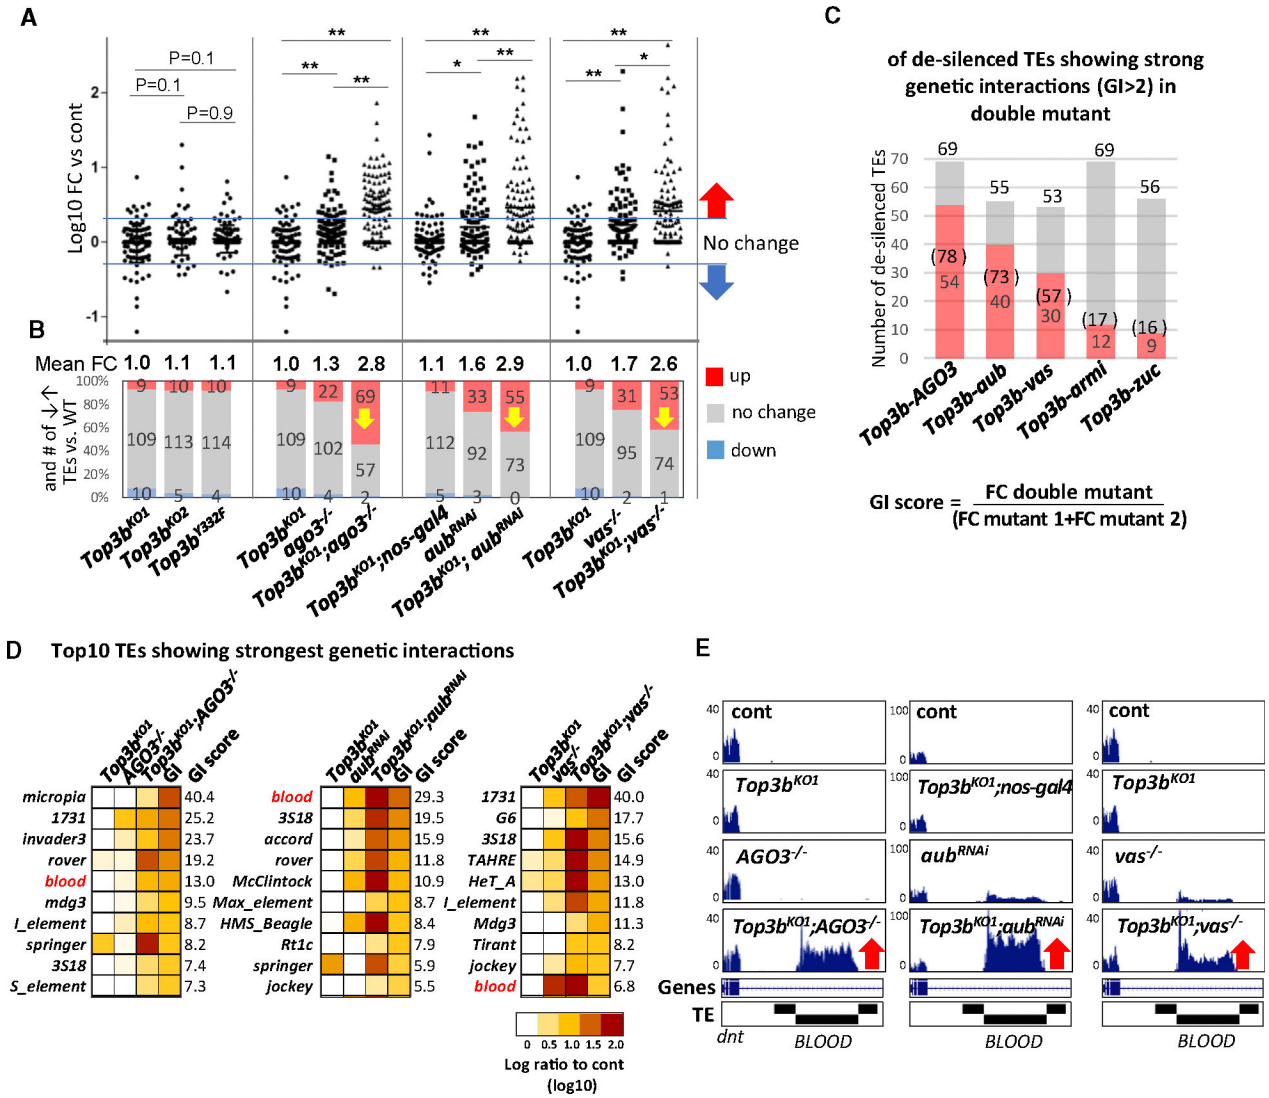 A
Log10 FC vs cont
2
1
0
-1
P=0.1
P=0.1
P=0.9
**
**
**
**
*
**
**
**
*
No change
B
Mean FC
1.0 1.1 1.1 1.0 1.3 2.8 1.1 1.6 2.9 1.0 1.7 2.6
and # of ↓↑
TEs vs. WT
100%
80%
60%
40%
20%
0%
9 10 10 9 22 69 11 33 55 9 31 53
109 113 114 109 102 57 112 92 73 109 95 74
10 5 4 10 4 2 5 3 0 10 2 1
up
no change
down
Top3bKO1
Top3bKO2
Top3bY332F
Top3bKO1
ago3-/-
Top3bKO1;ago3-/-
Top3bKO1;nos-gal4
aubRNAi
Top3bKO1; aubRNAi
Top3bKO1
vas-/-
Top3bKO1;vas-/-
C
of de-silenced TEs showing strong
genetic interactions (GI>2) in
double mutant
Number of de-silenced TEs
70
60
50
40
30
20
10
0
69 55 53 69 56
(78) (73) (57) (17) (16)
54 40 30 12 9
Top3b-AGO3
Top3b-aub
Top3b-vas
Top3b-armi
Top3b-zuc
GI score = FC double mutant
(FC mutant 1+FC mutant 2)
D
Top10 TEs showing strongest genetic interactions
Top3bKO1
AGO3-/-
Top3bKO1;AGO3-/-
GI
GI score
micropia 40.4
1731 25.2
invader3 23.7
rover 19.2
blood 13.0
mdg3 9.5
I_element 8.7
springer 8.2
3S18 7.4
S_element 7.3
Top3bKO1
aubRNAi
Top3bKO1;aubRNAi
GI
GI score
blood 29.3
3S18 19.5
accord 15.9
rover 11.8
McClintock 10.9
Max_element 8.7
HMS_Beagle 8.4
Rt1c 7.9
springer 5.9
jockey 5.5
Top3bKO1
vas-/-
Top3bKO1;vas-/-
GI
GI score
1731 40.0
G6 17.7
3S18 15.6
TAHRE 14.9
HeT_A 13.0
I_element 11.8
Mdg3 11.3
Tirant 8.2
jockey 7.7
blood 6.8
0 0.5 1.0 1.5 2.0
Log ratio to cont
(log10)
E
40 cont 0
100 cont 0
40 cont 0
40 Top3bKO1 0
100 Top3bKO1;nos-gal4 0
40 Top3bKO1 0
40 AGO3-/- 0
100 aubRNAi 0
40 vas-/- 0
40 Top3bKO1;AGO3-/- 0
100 Top3bKO1;aubRNAi 0
40 Top3bKO1;vas-/- 0
Genes
TE
dnt BLOOD
BLOOD
BLOOD